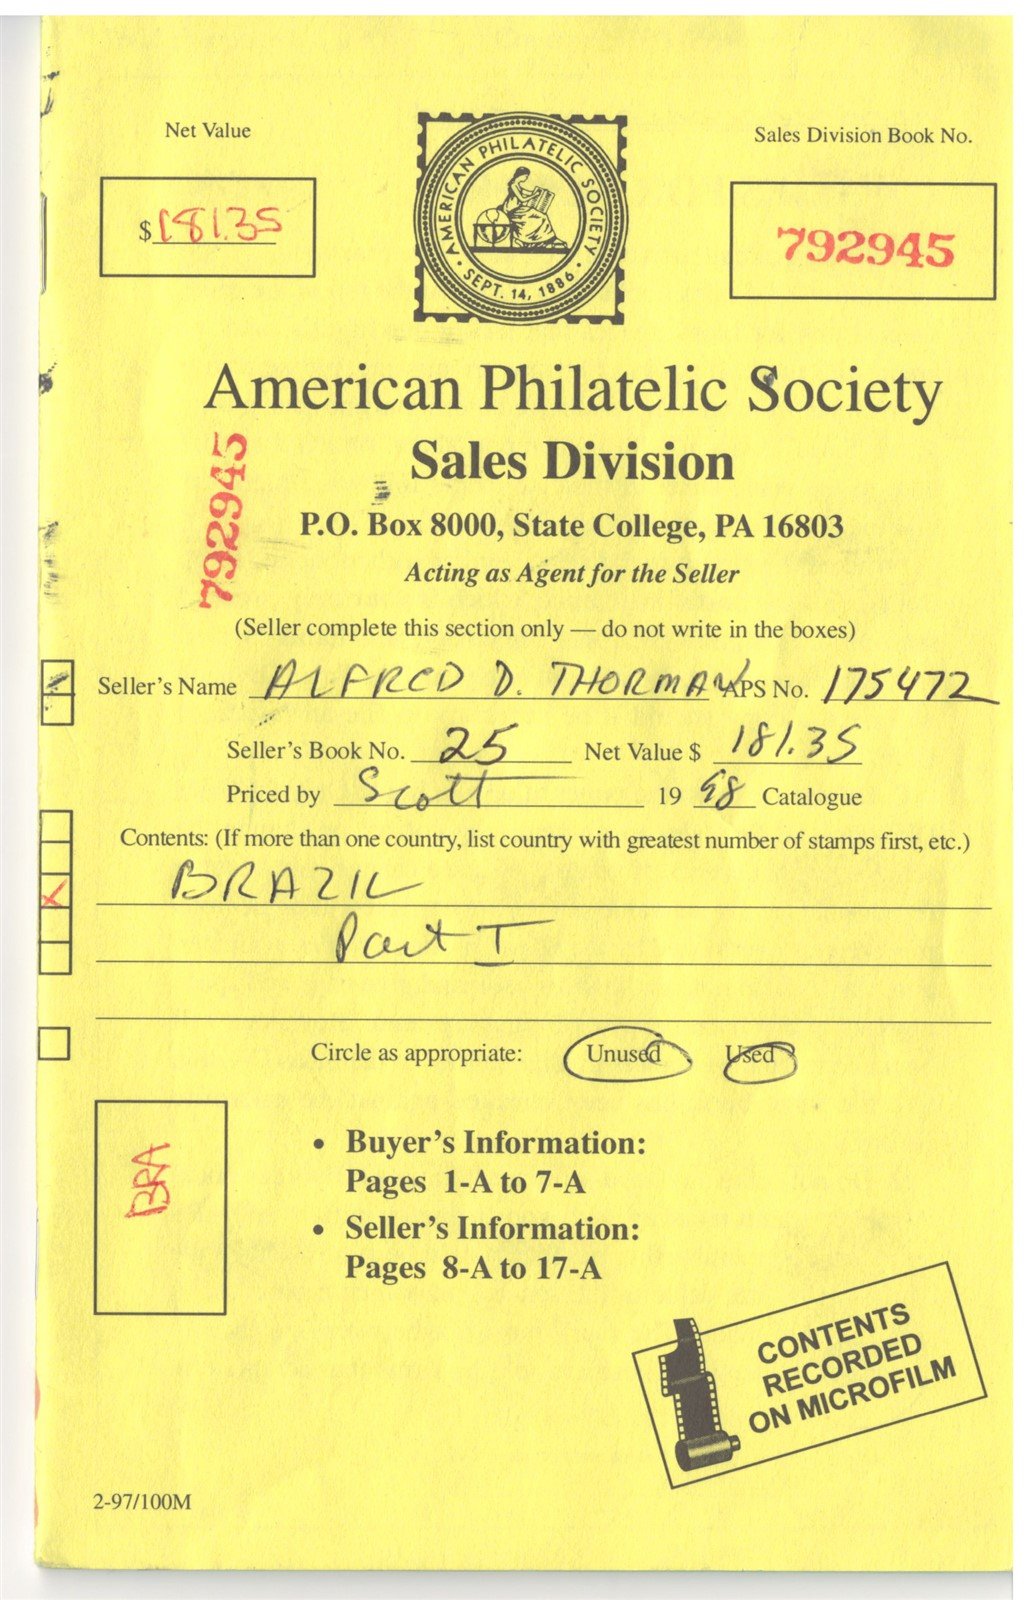 Net Value
$181.35
AMERICAN PHILATELIC SOCIETY
SEPT. 14, 1886
Sales Division Book No.
792945
American Philatelic Society
Sales Division
792945
P.O. Box 8000, State College, PA 16803
Acting as Agent for the Seller
(Seller complete this section only — do not write in the boxes)
Seller's Name ALFRED D. THORMAN APS No. 175472
Seller's Book No. 25 Net Value $ 181.35
Priced by Scott 19 98 Catalogue
Contents: (If more than one country, list country with greatest number of stamps first, etc.)
X
BRAZIL
Part I
Circle as appropriate: Unused Used
BRA
• Buyer's Information:
Pages 1-A to 7-A
• Seller's Information:
Pages 8-A to 17-A
CONTENTS
RECORDED
ON MICROFILM
2-97/100M